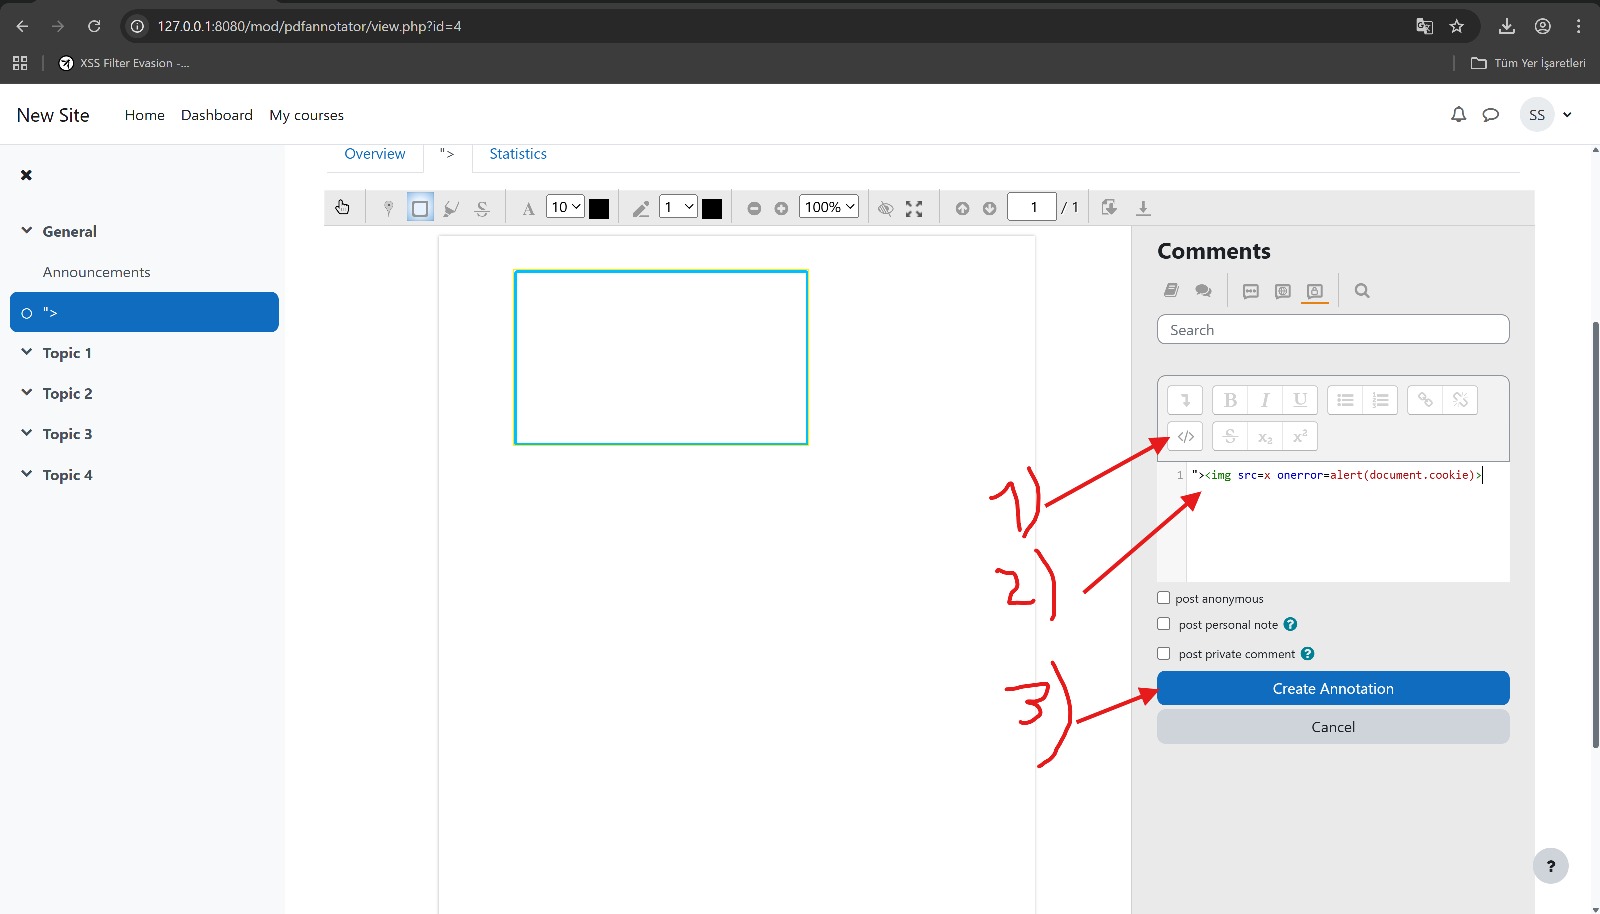 127.0.0.1:8080/mod/pdfannotator/view.php?id=4
XSS Filter Evasion -...
Tüm Yer İşaretleri
New Site
Home
Dashboard
My courses
SS
General
Announcements
">
Topic 1
Topic 2
Topic 3
Topic 4
Overview
">
Statistics
A
10
1
100%
1
/ 1
Comments
Search
B
I
U
</>
S
x₂
x²
1
"><img src=x onerror=alert(document.cookie)>
1)
2)
3)
post anonymous
post personal note ?
post private comment ?
Create Annotation
Cancel
?